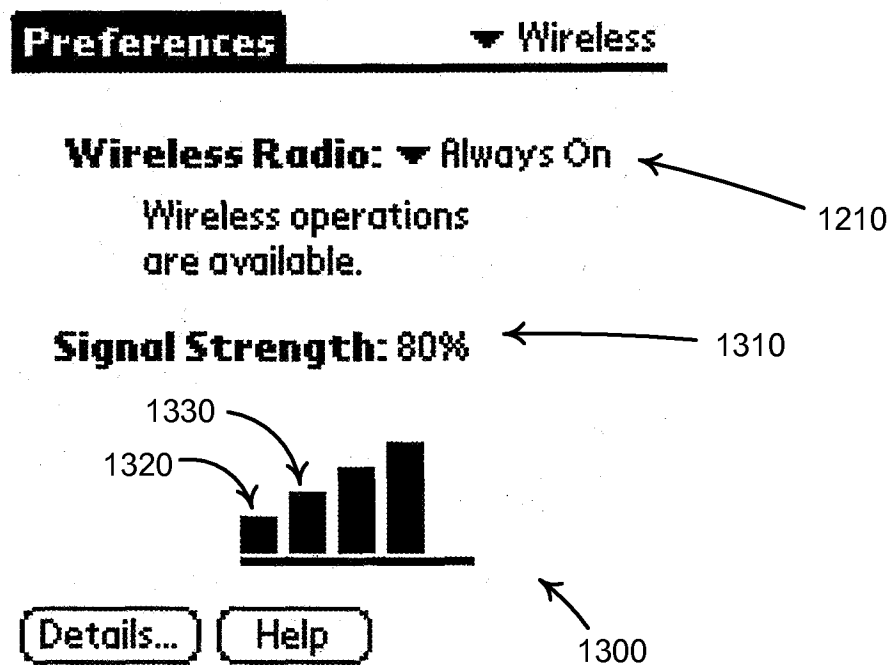 Preferences Wireless
Wireless Radio: Always On
1210
Wireless operations
are available.
Signal Strength: 80%
1310
1330
1320
Details... Help
1300